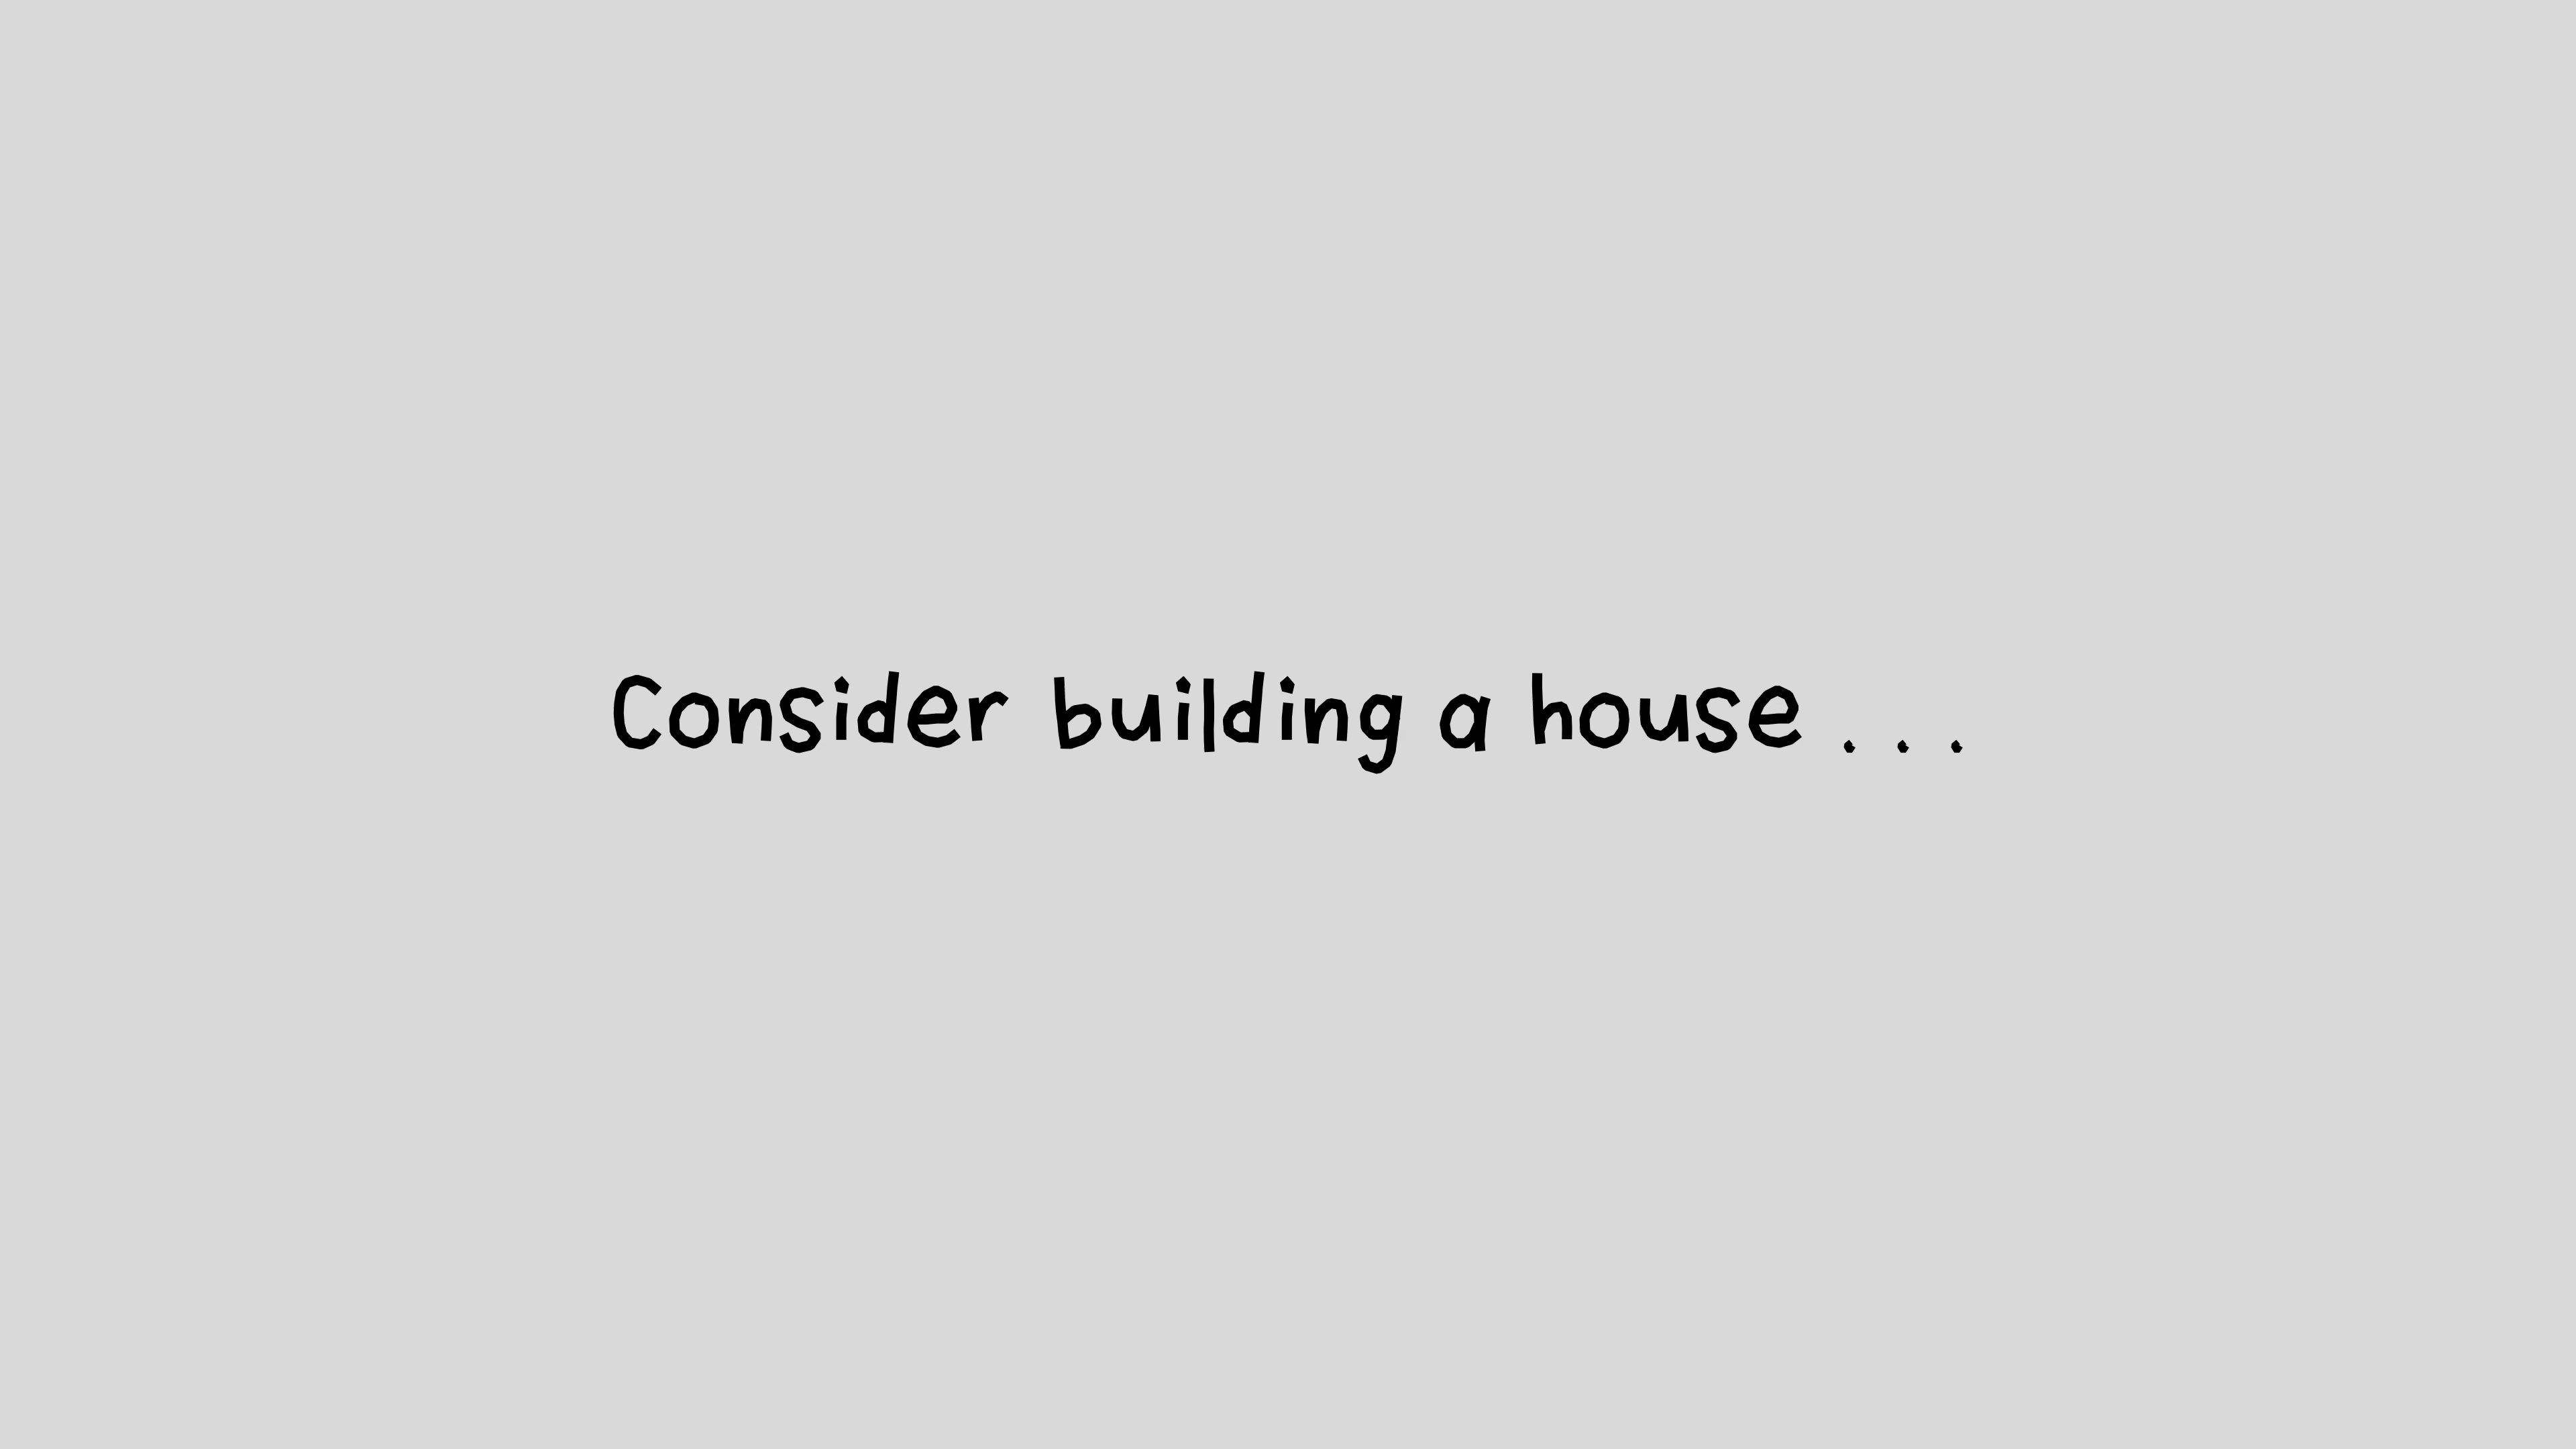 Consider building a house . . .